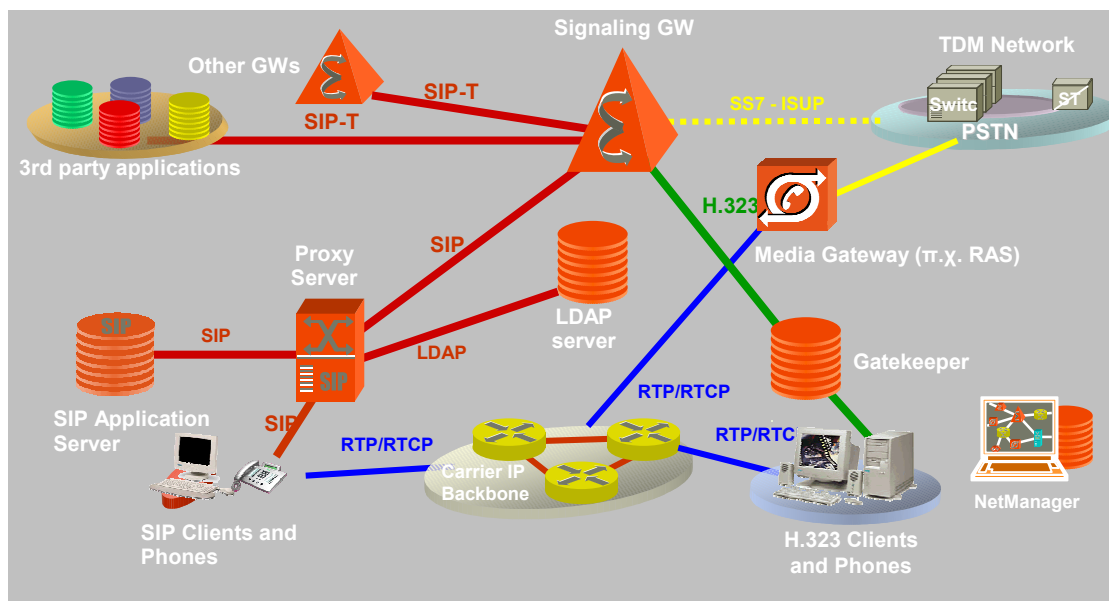 Signaling GW
TDM Network
Other GWs
SIP-T
SS7 - ISUP
Switc
ST
SIP-T
PSTN
3rd party applications
H.323
SIP
Proxy
Server
Media Gateway (π.χ. RAS)
SIP
LDAP
server
SIP
LDAP
Gatekeeper
SIP
RTP/RTCP
SIP Application
Server
SIP
RTP/RTCP
RTP/RTC
Carrier IP
Backbone
NetManager
SIP Clients and
Phones
H.323 Clients
and Phones